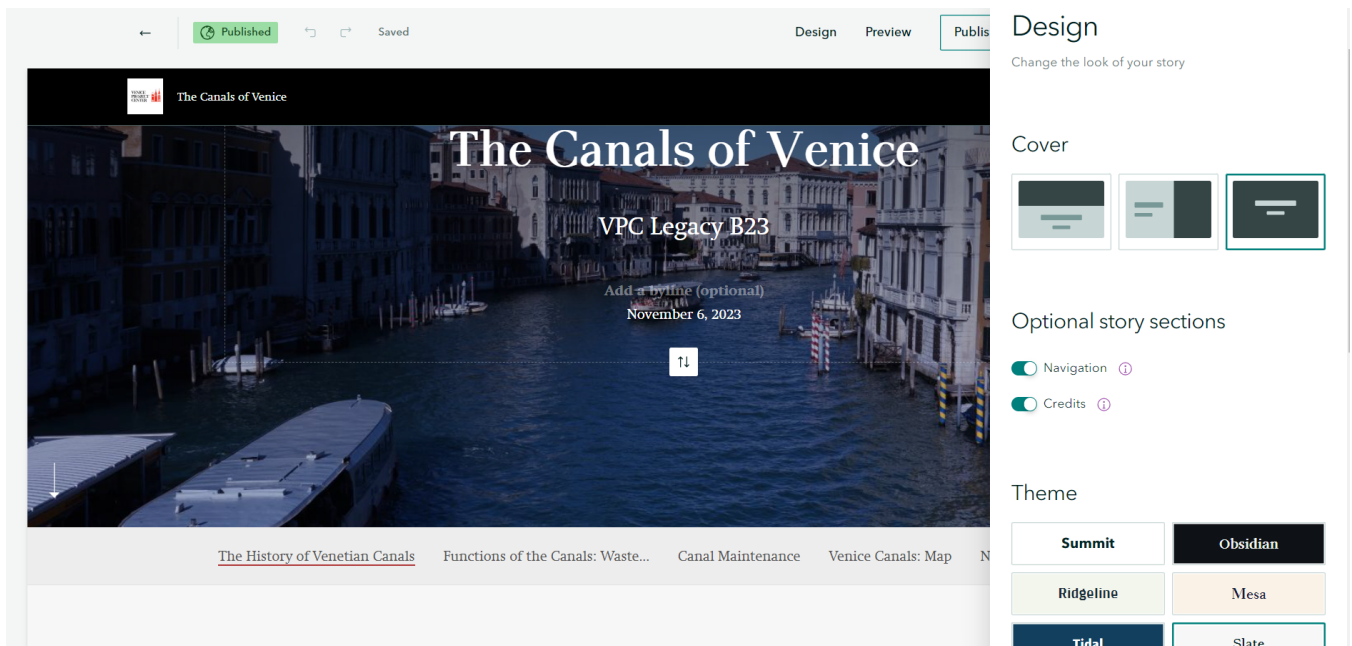 Published
Saved
Design
Preview
Publis
VENICE
PROJECT
CENTER
The Canals of Venice
The Canals of Venice
VPC Legacy B23
Add a byline (optional)
November 6, 2023
The History of Venetian Canals
Functions of the Canals: Waste...
Canal Maintenance
Venice Canals: Map
N
Design
Change the look of your story
Cover
Optional story sections
Navigation
Credits
Theme
Summit
Obsidian
Ridgeline
Mesa
Tidal
Slate